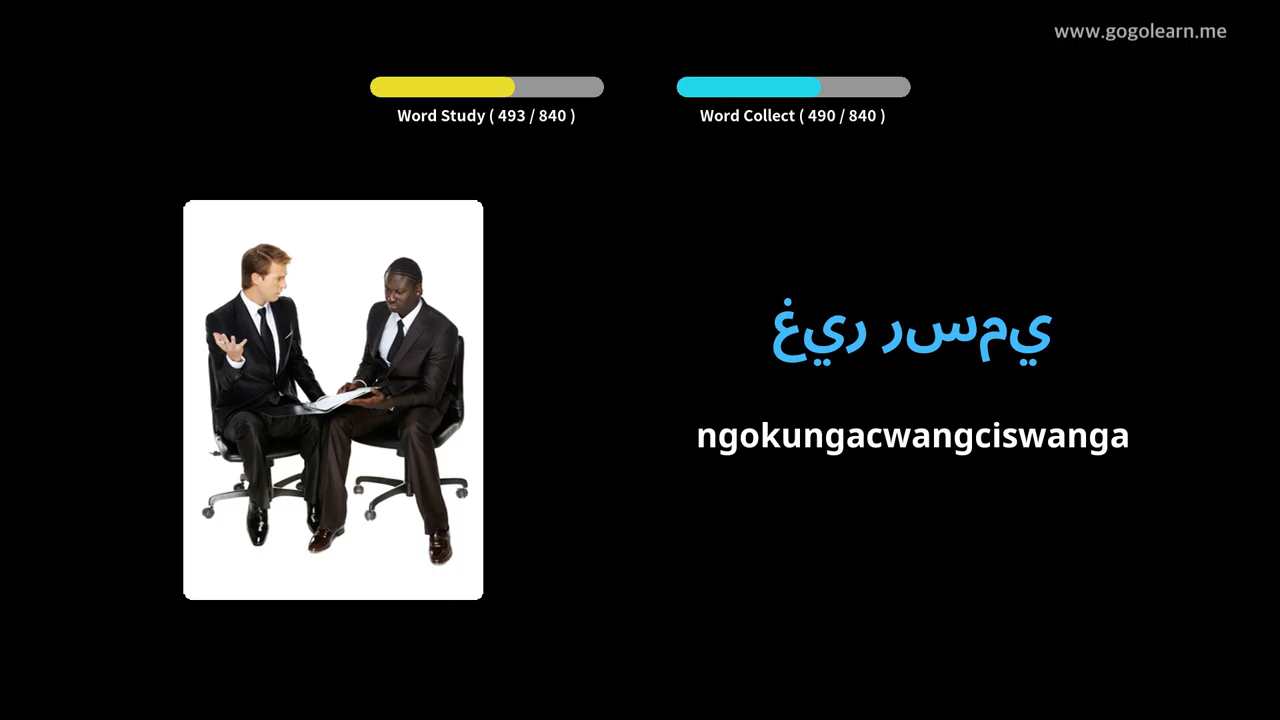 www.gogolearn.me
Word Study ( 493 / 840 )
Word Collect ( 490 / 840 )
غير رسمي
ngokungacwangciswanga